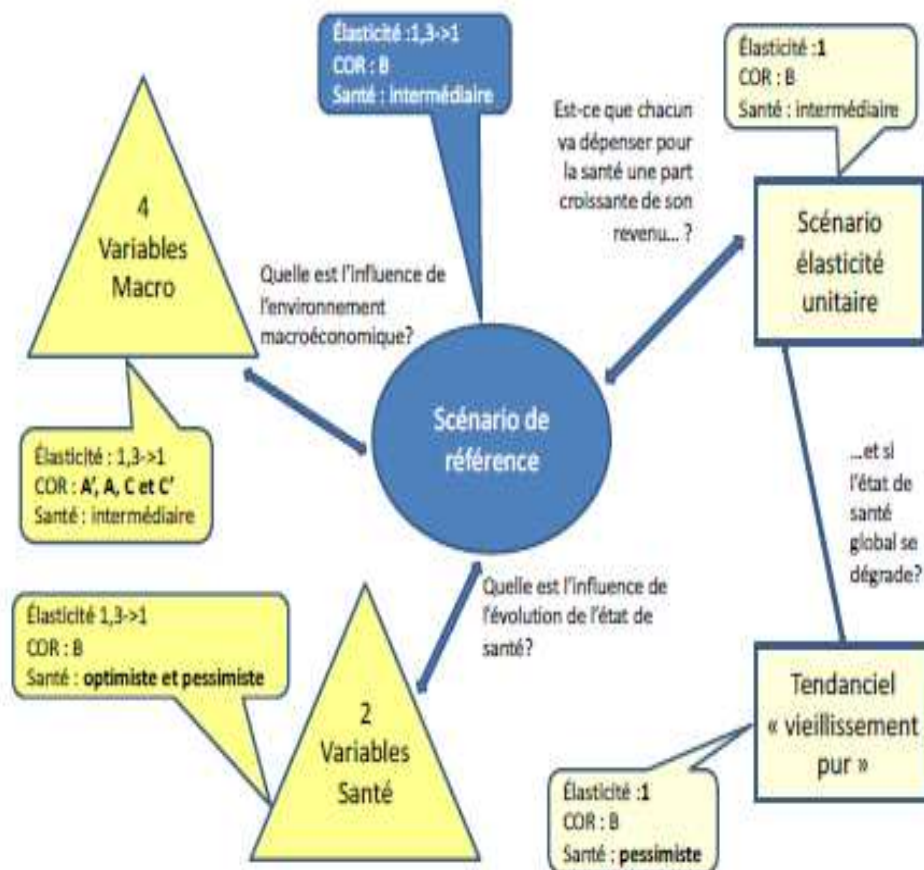 Élasticité :1,3->1
COR : B
Santé : intermédiaire
Élasticité :1
COR : B
Santé : intermédiaire
Est-ce que chacun
va dépenser pour
la santé une part
croissante de son
revenu... ?
4
Variables
Macro
Scénario
élasticité
unitaire
Quelle est l'influence de
l'environnement
macroéconomique?
Scénario de
référence
Élasticité : 1,3->1
COR : A', A, C et C'
Santé : intermédiaire
...et si
l'état de
santé
global se
dégrade?
Quelle est l'influence de
l'évolution de l'état de
santé?
Élasticité 1,3->1
COR : B
Santé : optimiste et pessimiste
2
Variables
Santé
Tendanciel
« vieillissement
pur »
Élasticité :1
COR : B
Santé : pessimiste